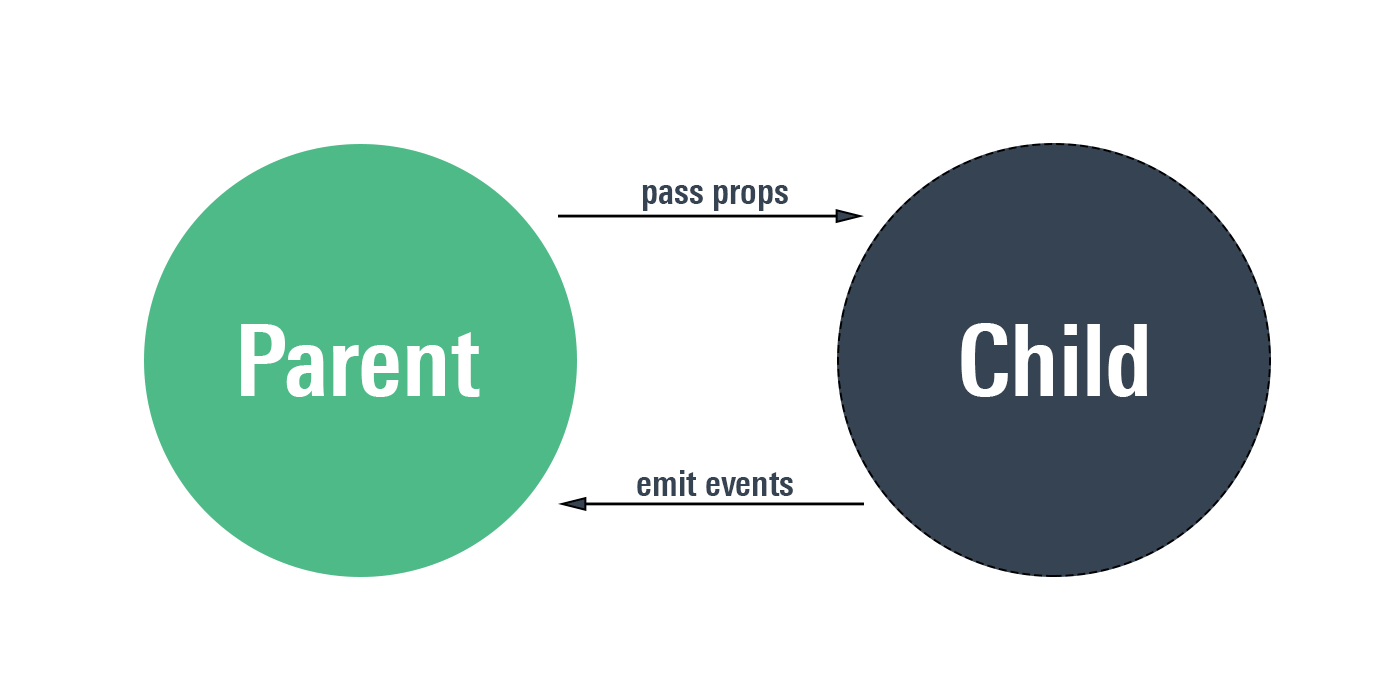 pass props
Parent
Child
emit events